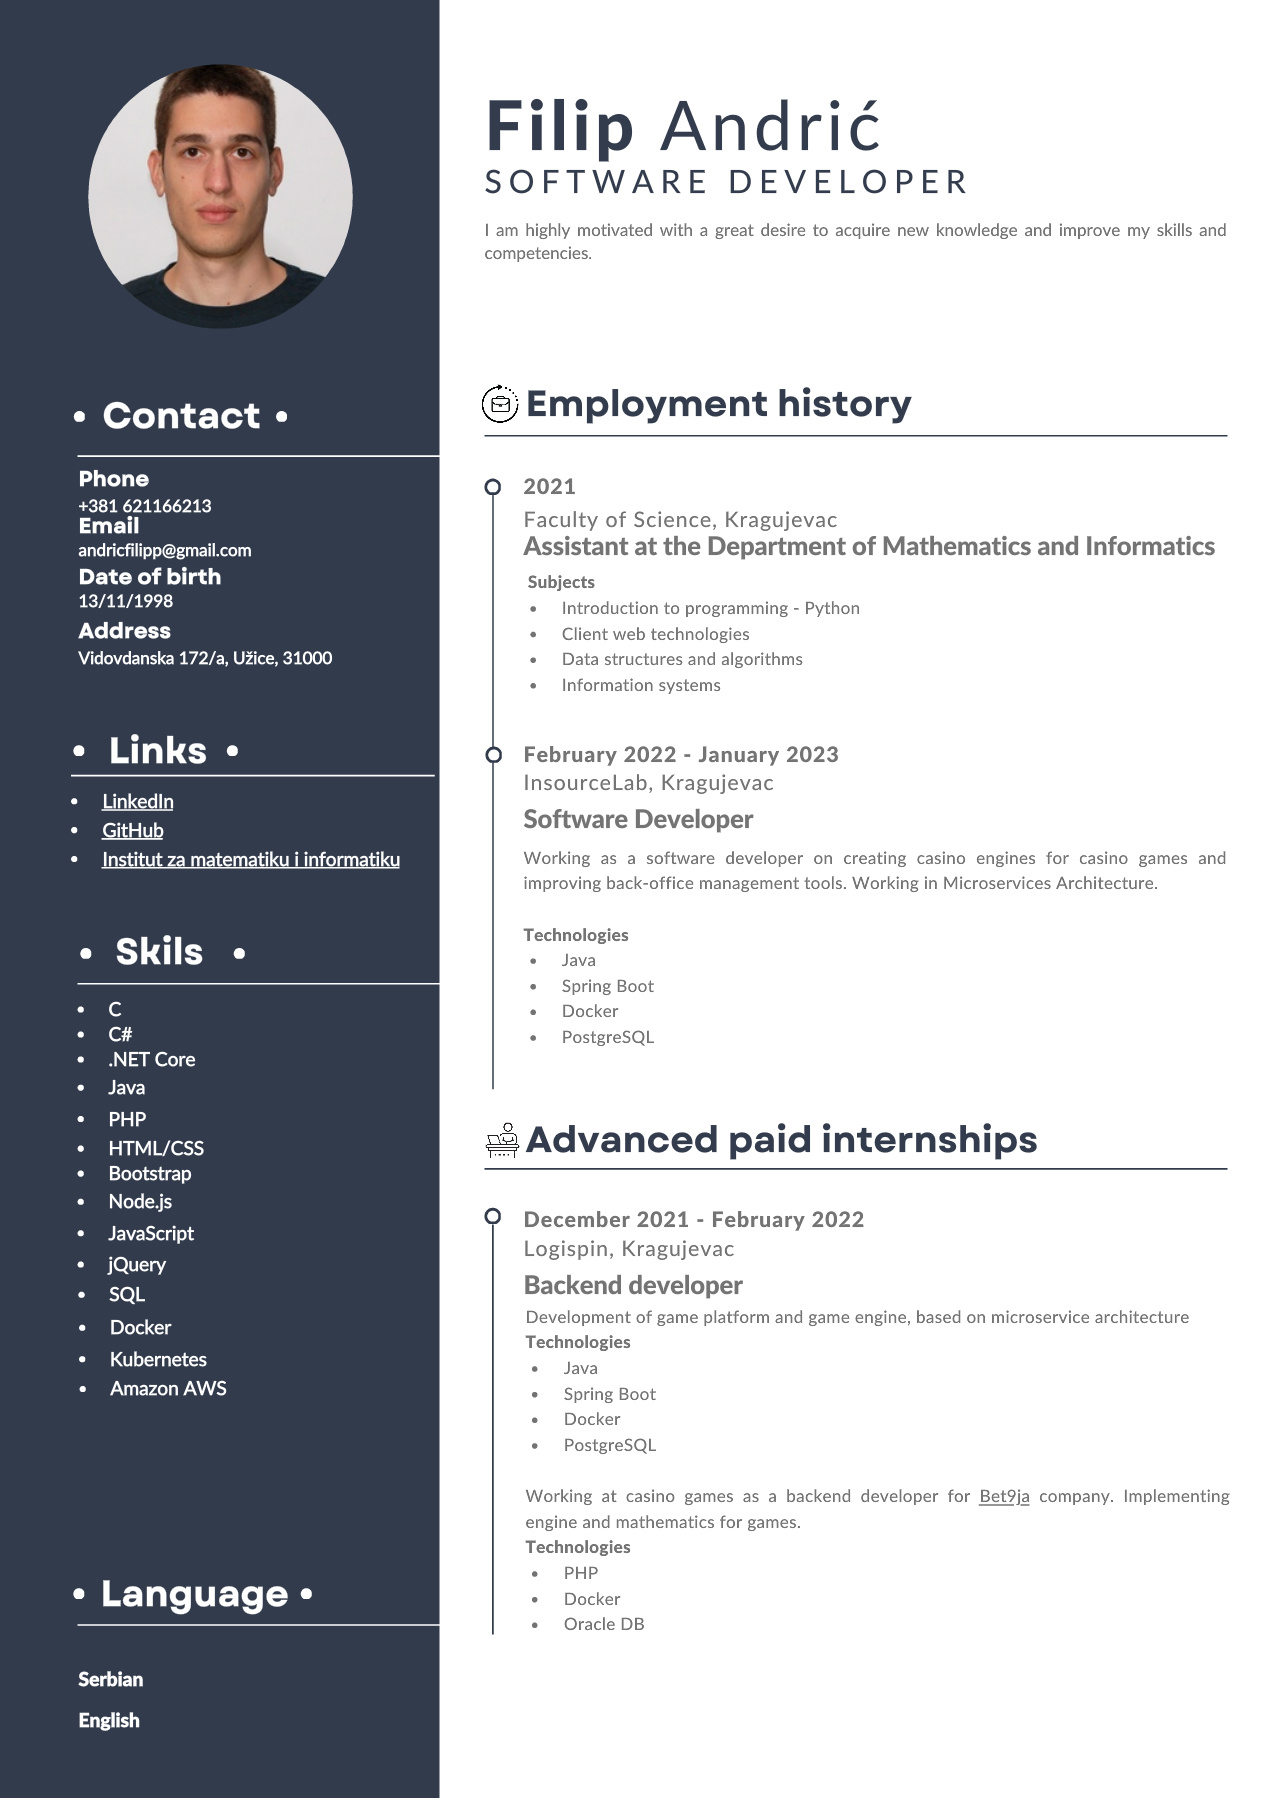 Filip Andrić
SOFTWARE DEVELOPER
I am highly motivated with a great desire to acquire new knowledge and improve my skills and
competencies.
• Contact •
Phone
+381 621166213
Email
andricfilipp@gmail.com
Date of birth
13/11/1998
Address
Vidovdanska 172/a, Užice, 31000
• Links •
• LinkedIn
• GitHub
• Institut za matematiku i informatiku
• Skils •
• C
• C#
• .NET Core
• Java
• PHP
• HTML/CSS
• Bootstrap
• Node.js
• JavaScript
• jQuery
• SQL
• Docker
• Kubernetes
• Amazon AWS
• Language •
Serbian
English
Employment history
2021
Faculty of Science, Kragujevac
Assistant at the Department of Mathematics and Informatics
Subjects
• Introduction to programming - Python
• Client web technologies
• Data structures and algorithms
• Information systems
February 2022 - January 2023
InsourceLab, Kragujevac
Software Developer
Working as a software developer on creating casino engines for casino games and
improving back-office management tools. Working in Microservices Architecture.
Technologies
• Java
• Spring Boot
• Docker
• PostgreSQL
Advanced paid internships
December 2021 - February 2022
Logispin, Kragujevac
Backend developer
Development of game platform and game engine, based on microservice architecture
Technologies
• Java
• Spring Boot
• Docker
• PostgreSQL
Working at casino games as a backend developer for Bet9ja company. Implementing
engine and mathematics for games.
Technologies
• PHP
• Docker
• Oracle DB